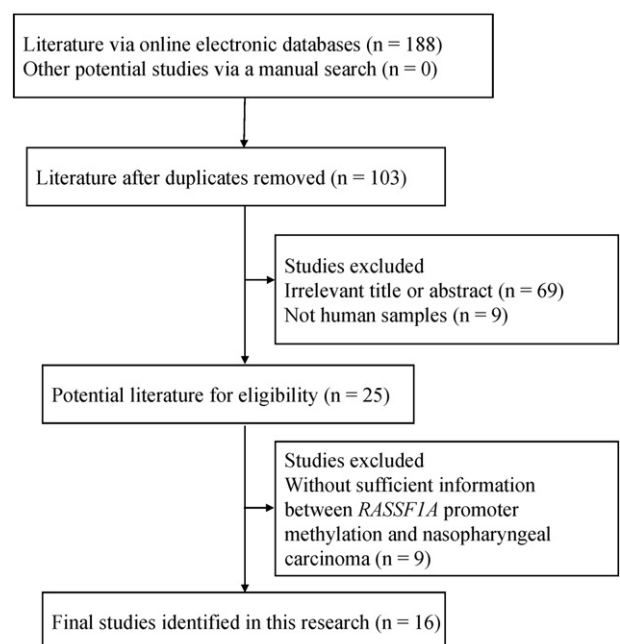 Literature via online electronic databases (n = 188)
Other potential studies via a manual search (n = 0)
Literature after duplicates removed (n = 103)
Studies excluded
Irrelevant title or abstract (n = 69)
Not human samples (n = 9)
Potential literature for eligibility (n = 25)
Studies excluded
Without sufficient information
between RASSF1A promoter
methylation and nasopharyngeal
carcinoma (n = 9)
Final studies identified in this research (n = 16)